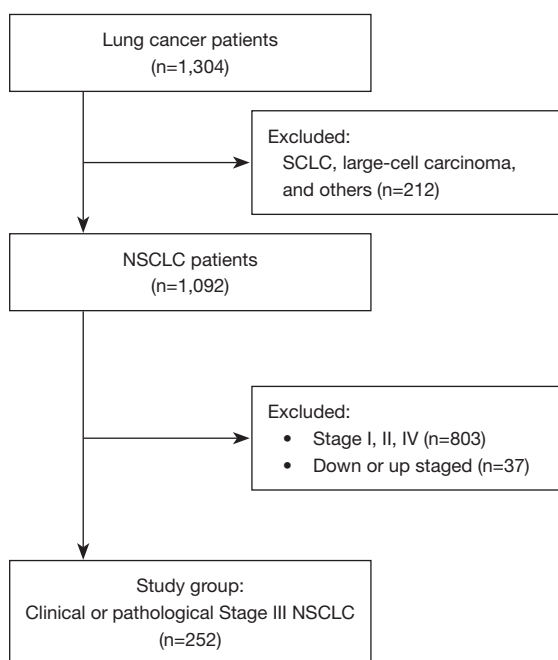 Lung cancer patients
(n=1,304)
Excluded:
SCLC, large-cell carcinoma,
and others (n=212)
NSCLC patients
(n=1,092)
Excluded:
• Stage I, II, IV (n=803)
• Down or up staged (n=37)
Study group:
Clinical or pathological Stage III NSCLC
(n=252)